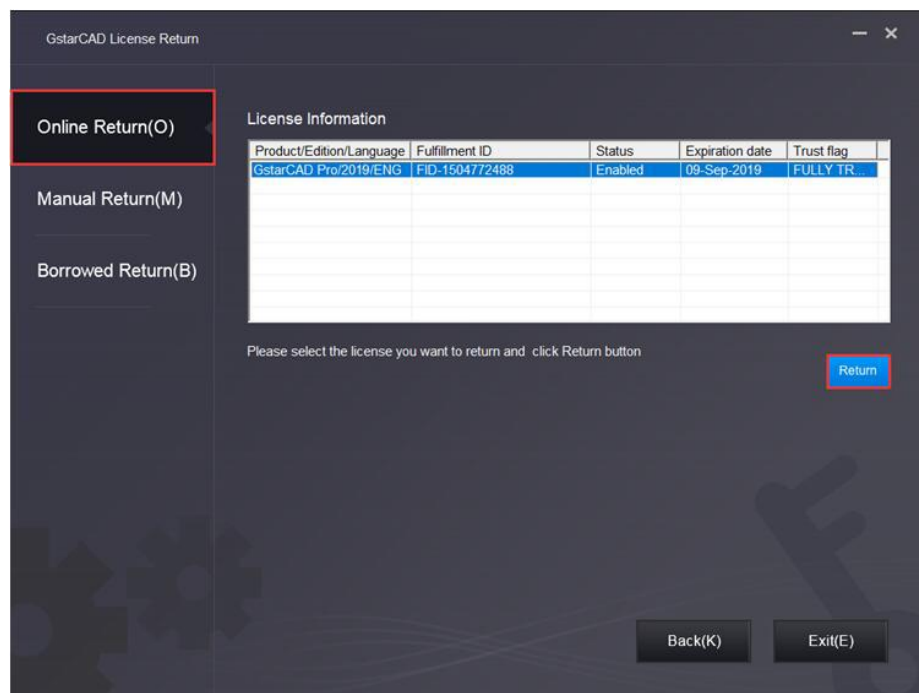 GstarCAD License Return
Online Return(O)
Manual Return(M)
Borrowed Return(B)
License Information
Product/Edition/Language Fulfillment ID Status Expiration date Trust flag
GstarCAD Pro/2019/ENG FID-1504772488 Enabled 09-Sep-2019 FULLY TR...
Please select the license you want to return and click Return button
Return
Back(K) Exit(E)